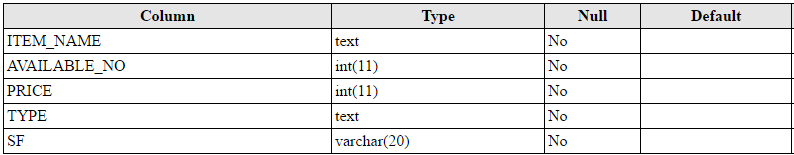 Column Type Null Default
ITEM_NAME text No
AVAILABLE_NO int(11) No
PRICE int(11) No
TYPE text No
SF varchar(20) No